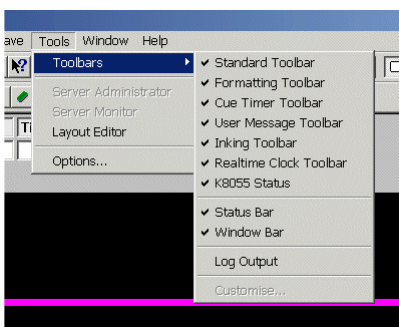 ave Tools Window Help
Toolbars
Server Administrator
Server Monitor
Layout Editor
Options...
Standard Toolbar
Formatting Toolbar
Cue Timer Toolbar
User Message Toolbar
Inking Toolbar
Realtime Clock Toolbar
K8055 Status
Status Bar
Window Bar
Log Output
Customise...
Ti